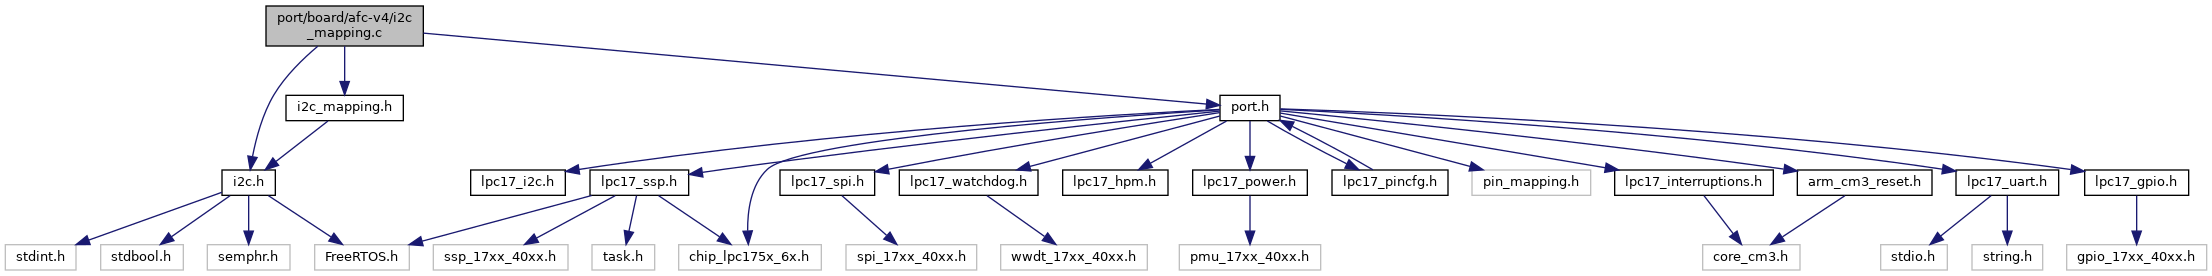 port/board/afc-v4/i2c
_mapping.c
i2c_mapping.h
port.h
i2c.h
lpc17_i2c.h
lpc17_ssp.h
lpc17_spi.h
lpc17_watchdog.h
lpc17_hpm.h
lpc17_power.h
lpc17_pincfg.h
pin_mapping.h
lpc17_interruptions.h
arm_cm3_reset.h
lpc17_uart.h
lpc17_gpio.h
stdint.h
stdbool.h
semphr.h
FreeRTOS.h
ssp_17xx_40xx.h
task.h
chip_lpc175x_6x.h
spi_17xx_40xx.h
wwdt_17xx_40xx.h
pmu_17xx_40xx.h
core_cm3.h
stdio.h
string.h
gpio_17xx_40xx.h